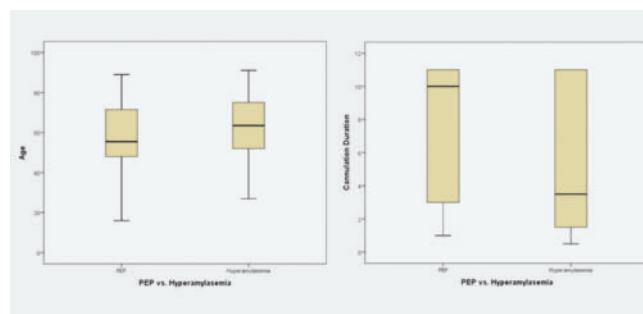 100
80
60
40
20
0
Age
PEP
Hyperamylasemia
PEP vs. Hyperamylasemia
12
10
8
6
4
2
0
Cannulation Duration
PEP
Hyperamylasemia
PEP vs. Hyperamylasemia